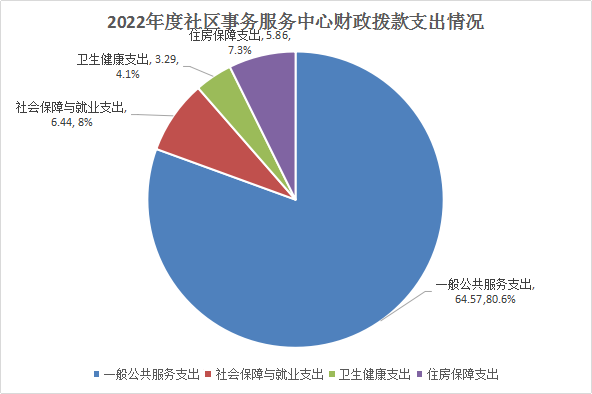 2022年度社区事务服务中心财政拨款支出情况
住房保障支出, 5.86,
7.3%
卫生健康支出, 3.29,
4.1%
社会保障与就业支出,
6.44, 8%
一般公共服务支出,
64.57,80.6%
一般公共服务支出 社会保障与就业支出 卫生健康支出 住房保障支出